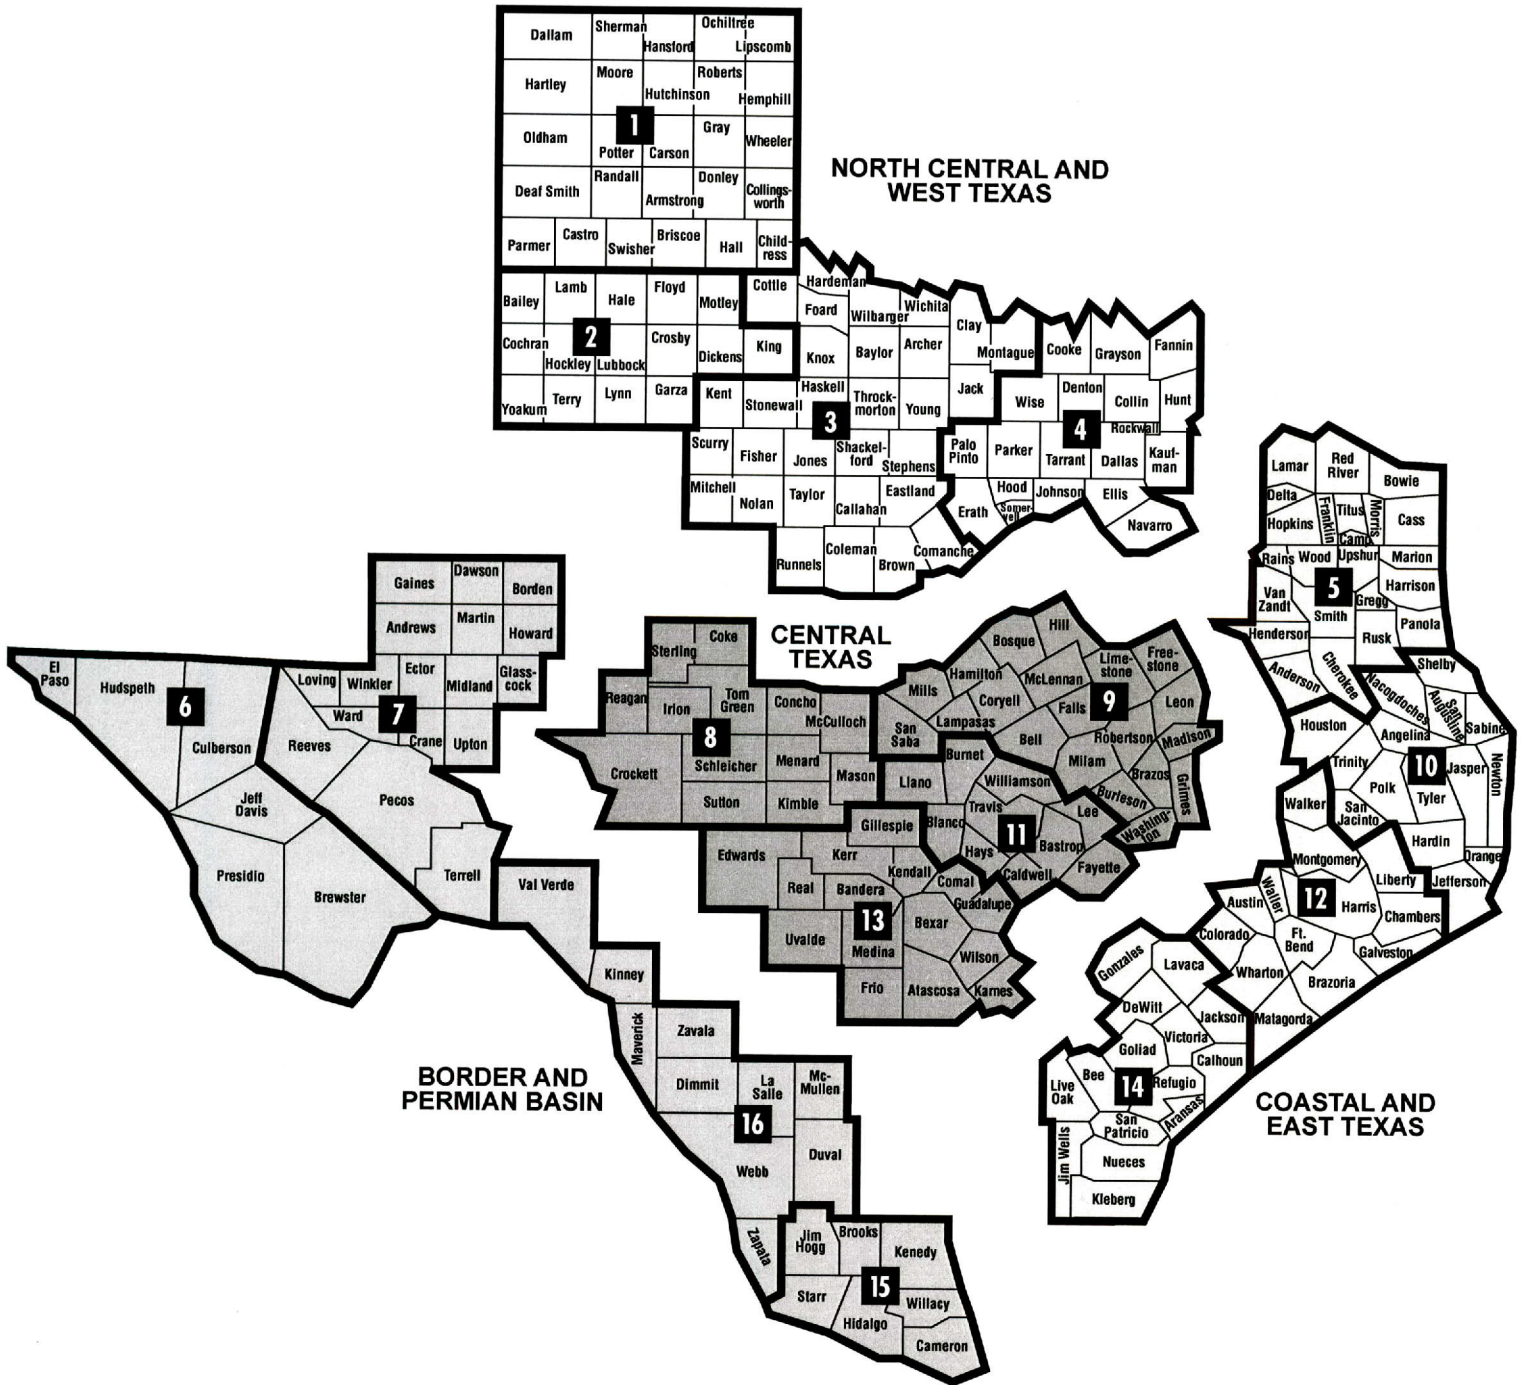 Dallam
Sherman
Hansford
Ochiltree
Lipscomb
Hartley
Moore
Hutchinson
Roberts
Hemphill
1
Oldham
Potter
Carson
Gray
Wheeler
Deaf Smith
Randall
Armstrong
Donley
Collings-
worth
Parmer
Castro
Swisher
Briscoe
Hall
Child-
ress
NORTH CENTRAL AND
WEST TEXAS
Bailey
Lamb
Hale
Floyd
Motley
2
Cochran
Hockley
Lubbock
Crosby
Dickens
King
Yoakum
Terry
Lynn
Garza
Cottle
Hardeman
Foard
Wilbarger
Wichita
Clay
Montague
Knox
Baylor
Archer
Jack
Kent
Stonewall
Haskell
Throck-
morton
Young
3
Scurry
Fisher
Jones
Shackel-
ford
Stephens
Mitchell
Nolan
Taylor
Callahan
Eastland
Runnels
Coleman
Brown
Comanche
Cooke
Grayson
Fannin
Wise
Denton
Collin
Hunt
4
Rockwall
Palo
Pinto
Parker
Tarrant
Dallas
Kauf-
man
Erath
Hood
Somer-
vell
Johnson
Ellis
Navarro
Lamar
Red
River
Bowie
Delta
Hopkins
Franklin
Titus
Morris
Camp
Cass
Rains
Wood
Upshur
Marion
5
Van
Zandt
Smith
Gregg
Harrison
Henderson
Rusk
Panola
Anderson
Cherokee
Gaines
Dawson
Borden
Andrews
Martin
Howard
Loving
Winkler
Ector
Midland
Glass-
cock
7
Ward
Crane
Upton
Reeves
Pecos
Terrell
El
Paso
Hudspeth
6
Culberson
Jeff
Davis
Presidio
Brewster
CENTRAL
TEXAS
Sterling
Coke
Reagan
Irion
Tom
Green
Concho
McCulloch
8
Crockett
Schleicher
Menard
Mason
Sutton
Kimble
Hill
Bosque
Hamilton
McLennan
Lime-
stone
Free-
stone
Mills
Coryell
Falls
9
Leon
San
Saba
Lampasas
Bell
Robertson
Madison
Milam
Brazos
Grimes
Burleson
Washing-
ton
Burnet
Llano
Williamson
Travis
Lee
Blanco
11
Hays
Bastrop
Caldwell
Fayette
Gillespie
Edwards
Kerr
Kendall
Real
Bandera
Comal
Guadalupe
13
Bexar
Uvalde
Medina
Wilson
Frio
Atascosa
Karnes
Shelby
Nacogdoches
San
Augustine
Sabine
Houston
Angelina
Newton
Trinity
10
Jasper
Polk
Tyler
San
Jacinto
Hardin
Orange
Jefferson
Walker
Montgomery
Liberty
Austin
Waller
12
Harris
Chambers
Colorado
Ft.
Bend
Galveston
Wharton
Brazoria
Matagorda
Gonzales
Lavaca
DeWitt
Jackson
Victoria
Goliad
Calhoun
Live
Oak
Bee
14
Refugio
Aransas
San
Patricio
Jim Wells
Nueces
Kleberg
COASTAL AND
EAST TEXAS
BORDER AND
PERMIAN BASIN
Val Verde
Kinney
Maverick
Zavala
Dimmit
La
Salle
Mc-
Mullen
16
Webb
Duval
Zapata
Jim
Hogg
Brooks
Kenedy
15
Starr
Willacy
Hidalgo
Cameron